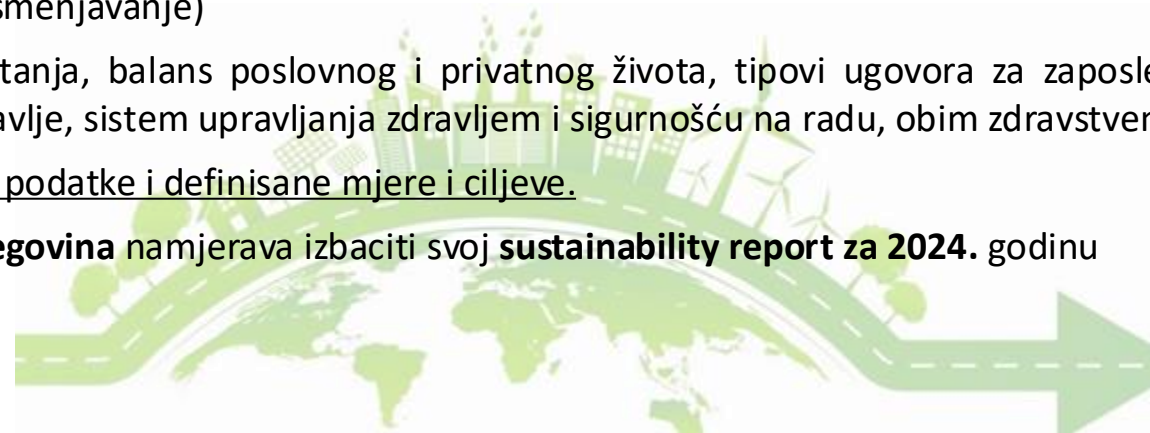 smenjavanje)
tanja, balans poslovnog i privatnog života, tipovi ugovora za zaposle
avlje, sistem upravljanja zdravljem i sigurnošću na radu, obim zdravstven
podatke i definisane mjere i ciljeve.
egovina namjerava izbaciti svoj sustainability report za 2024. godinu